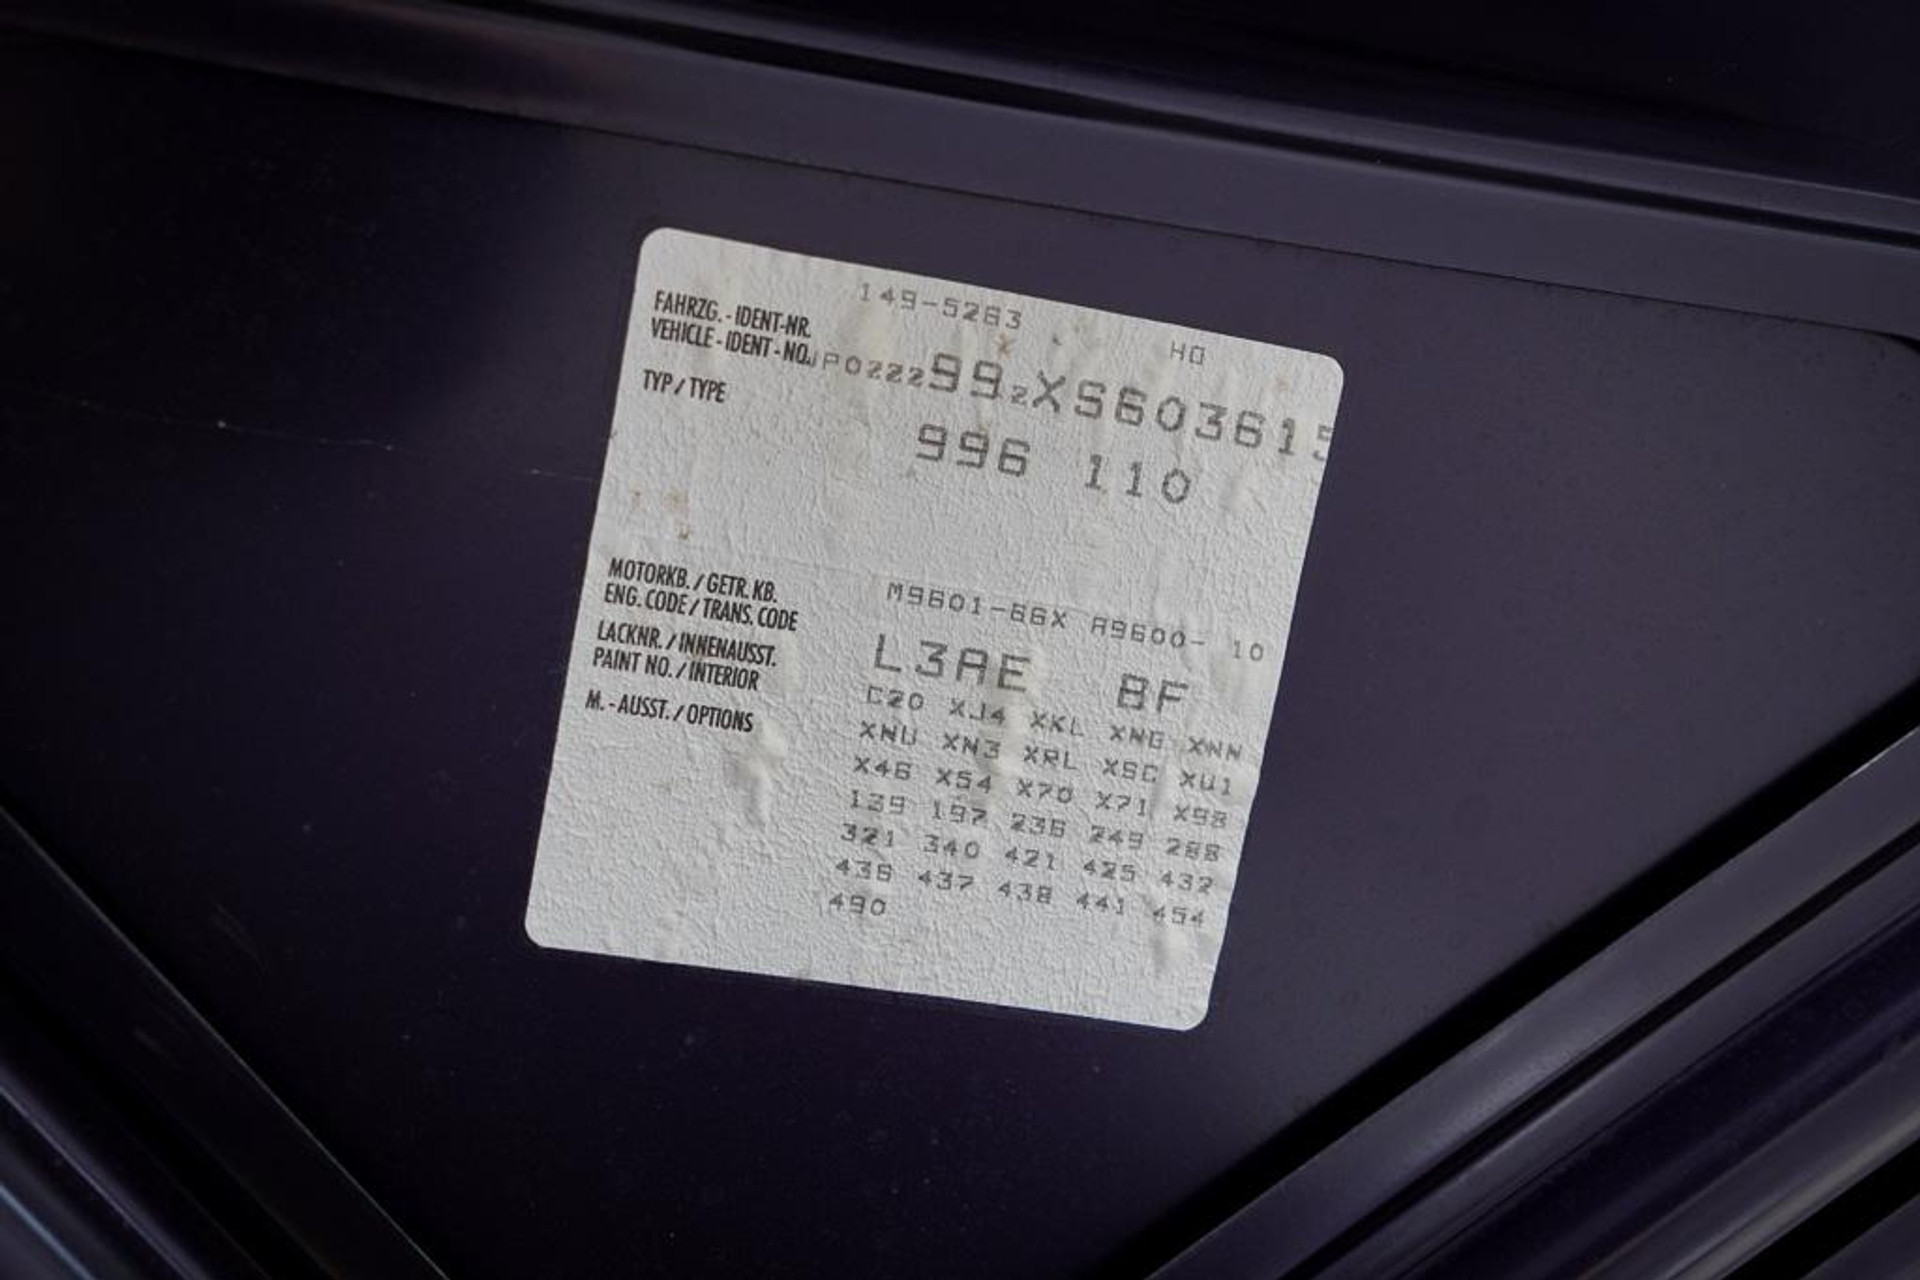 149-5283 HO
FAHRZG. - IDENT-NR.
VEHICLE - IDENT - NO. WP0ZZZ99ZXS603615
TYP / TYPE 996 110
MOTORKB. / GETR. KB. M9601-66X A9600- 10
ENG. CODE / TRANS. CODE
LACKNR. / INNENAUSST. L3AE 8F
PAINT NO. / INTERIOR
M. - AUSST. / OPTIONS
C20 XJ4 XKL XNG XNN
XNU XN3 XRL XSC XU1
X46 X54 X70 X71 X98
139 197 236 249 288
321 340 421 425 432
436 437 438 441 454
490